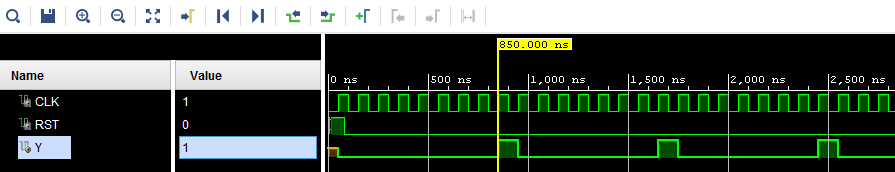 850.000 ns
Name Value 0 ns 500 ns 1,000 ns 1,500 ns 2,000 ns 2,500 ns
CLK 1
RST 0
Y 1